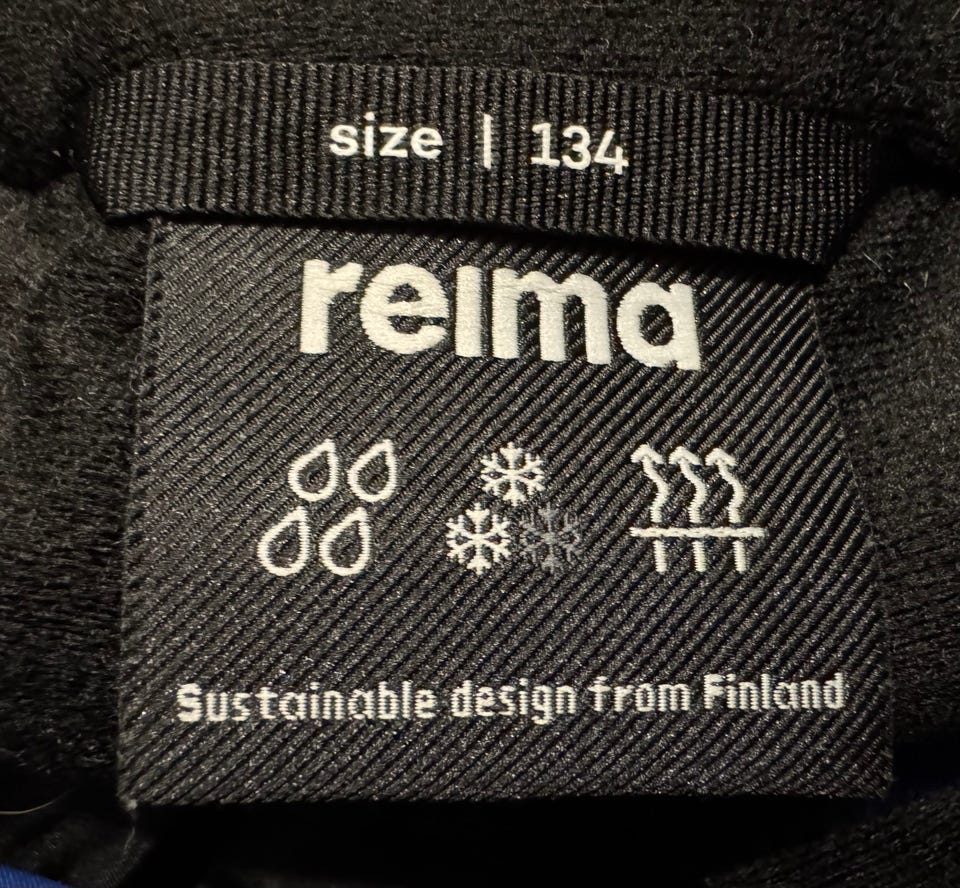 size | 134
reima
Sustainable design from Finland